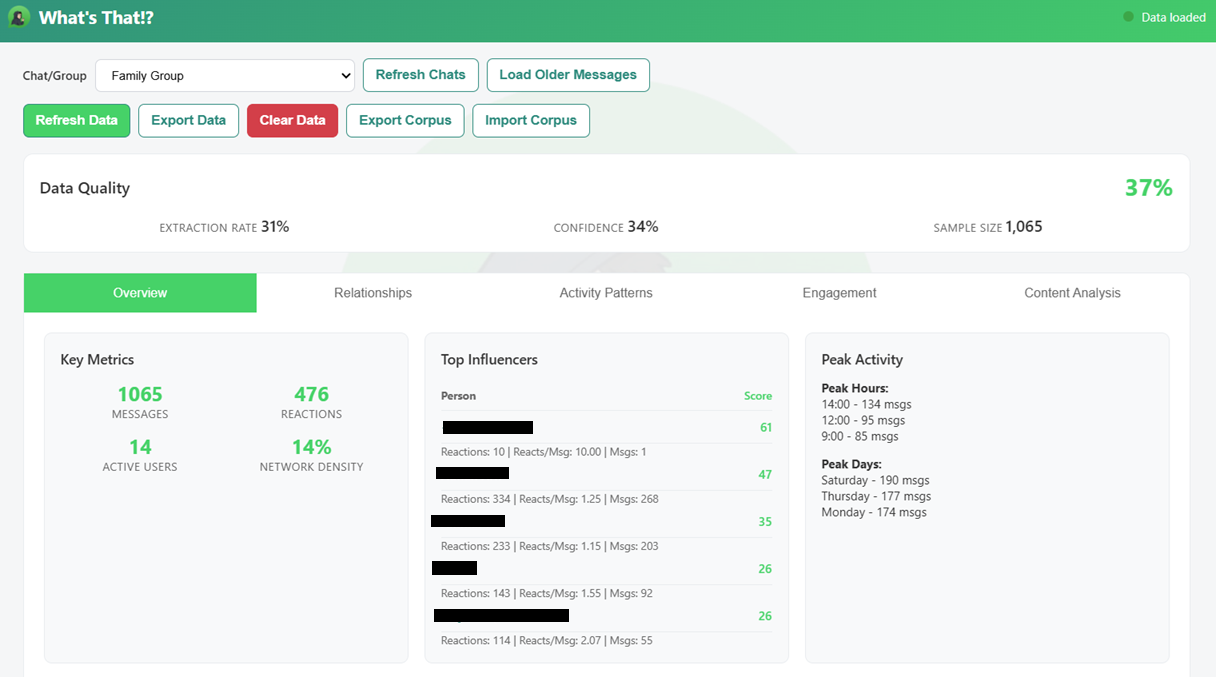 What's That!?
Data loaded
Chat/Group
Family Group
Refresh Chats
Load Older Messages
Refresh Data
Export Data
Clear Data
Export Corpus
Import Corpus
Data Quality
37%
EXTRACTION RATE 31%
CONFIDENCE 34%
SAMPLE SIZE 1,065
Overview
Relationships
Activity Patterns
Engagement
Content Analysis
Key Metrics
1065
MESSAGES
476
REACTIONS
14
ACTIVE USERS
14%
NETWORK DENSITY
Top Influencers
Person
Score
61
Reactions: 10 | Reacts/Msg: 10.00 | Msgs: 1
47
Reactions: 334 | Reacts/Msg: 1.25 | Msgs: 268
35
Reactions: 233 | Reacts/Msg: 1.15 | Msgs: 203
26
Reactions: 143 | Reacts/Msg: 1.55 | Msgs: 92
26
Reactions: 114 | Reacts/Msg: 2.07 | Msgs: 55
Peak Activity
Peak Hours:
14:00 - 134 msgs
12:00 - 95 msgs
9:00 - 85 msgs
Peak Days:
Saturday - 190 msgs
Thursday - 177 msgs
Monday - 174 msgs